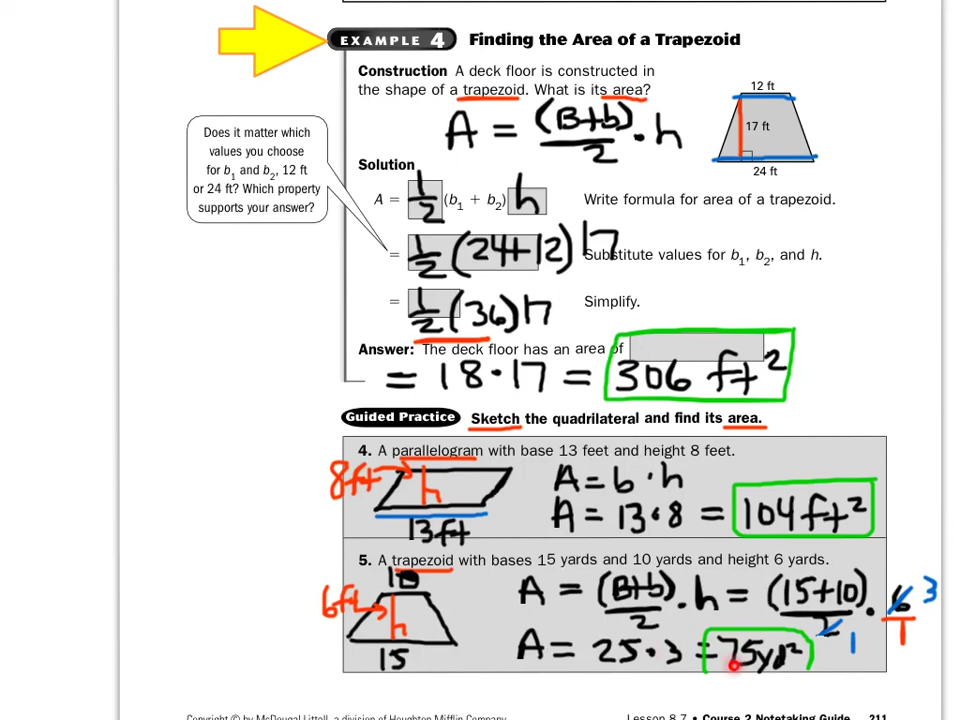 EXAMPLE 4 Finding the Area of a Trapezoid
Construction A deck floor is constructed in
the shape of a trapezoid. What is its area?
A = (B+b)/2 · h
12 ft
17 ft
24 ft
Does it matter which
values you choose
for b₁ and b₂, 12 ft
or 24 ft? Which property
supports your answer?
Solution
A = 1/2 (b₁ + b₂) h Write formula for area of a trapezoid.
= 1/2 (24+12) 17 Substitute values for b₁, b₂, and h.
= 1/2 (36) 17 Simplify.
Answer: The deck floor has an area of
= 18 · 17 = 306 ft²
Guided Practice Sketch the quadrilateral and find its area.
4. A parallelogram with base 13 feet and height 8 feet.
8ft h
13ft
A = b · h
A = 13 · 8 = 104 ft²
5. A trapezoid with bases 15 yards and 10 yards and height 6 yards.
10
6ft h
15
A = (B+b)/2 · h = (15+10)/2 · 6/1 3
1
A = 25 · 3 = 75 yd²
Copyright © by McDougal Littell, a division of Houghton Mifflin Company. Lesson 8.7 • Course 2 Notetaking Guide 211